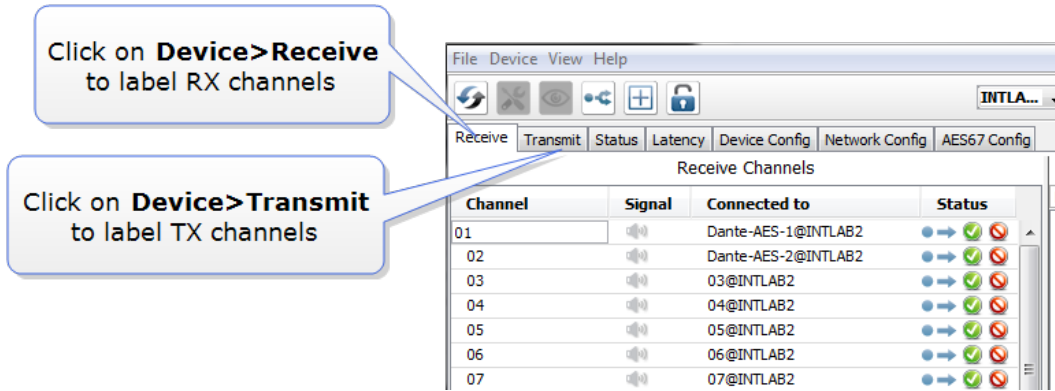 Click on Device>Receive
to label RX channels
File Device View Help
INTLA...
Receive Transmit Status Latency Device Config Network Config AES67 Config
Click on Device>Transmit
to label TX channels
Receive Channels
Channel Signal Connected to Status
01 Dante-AES-1@INTLAB2
02 Dante-AES-2@INTLAB2
03 03@INTLAB2
04 04@INTLAB2
05 05@INTLAB2
06 06@INTLAB2
07 07@INTLAB2